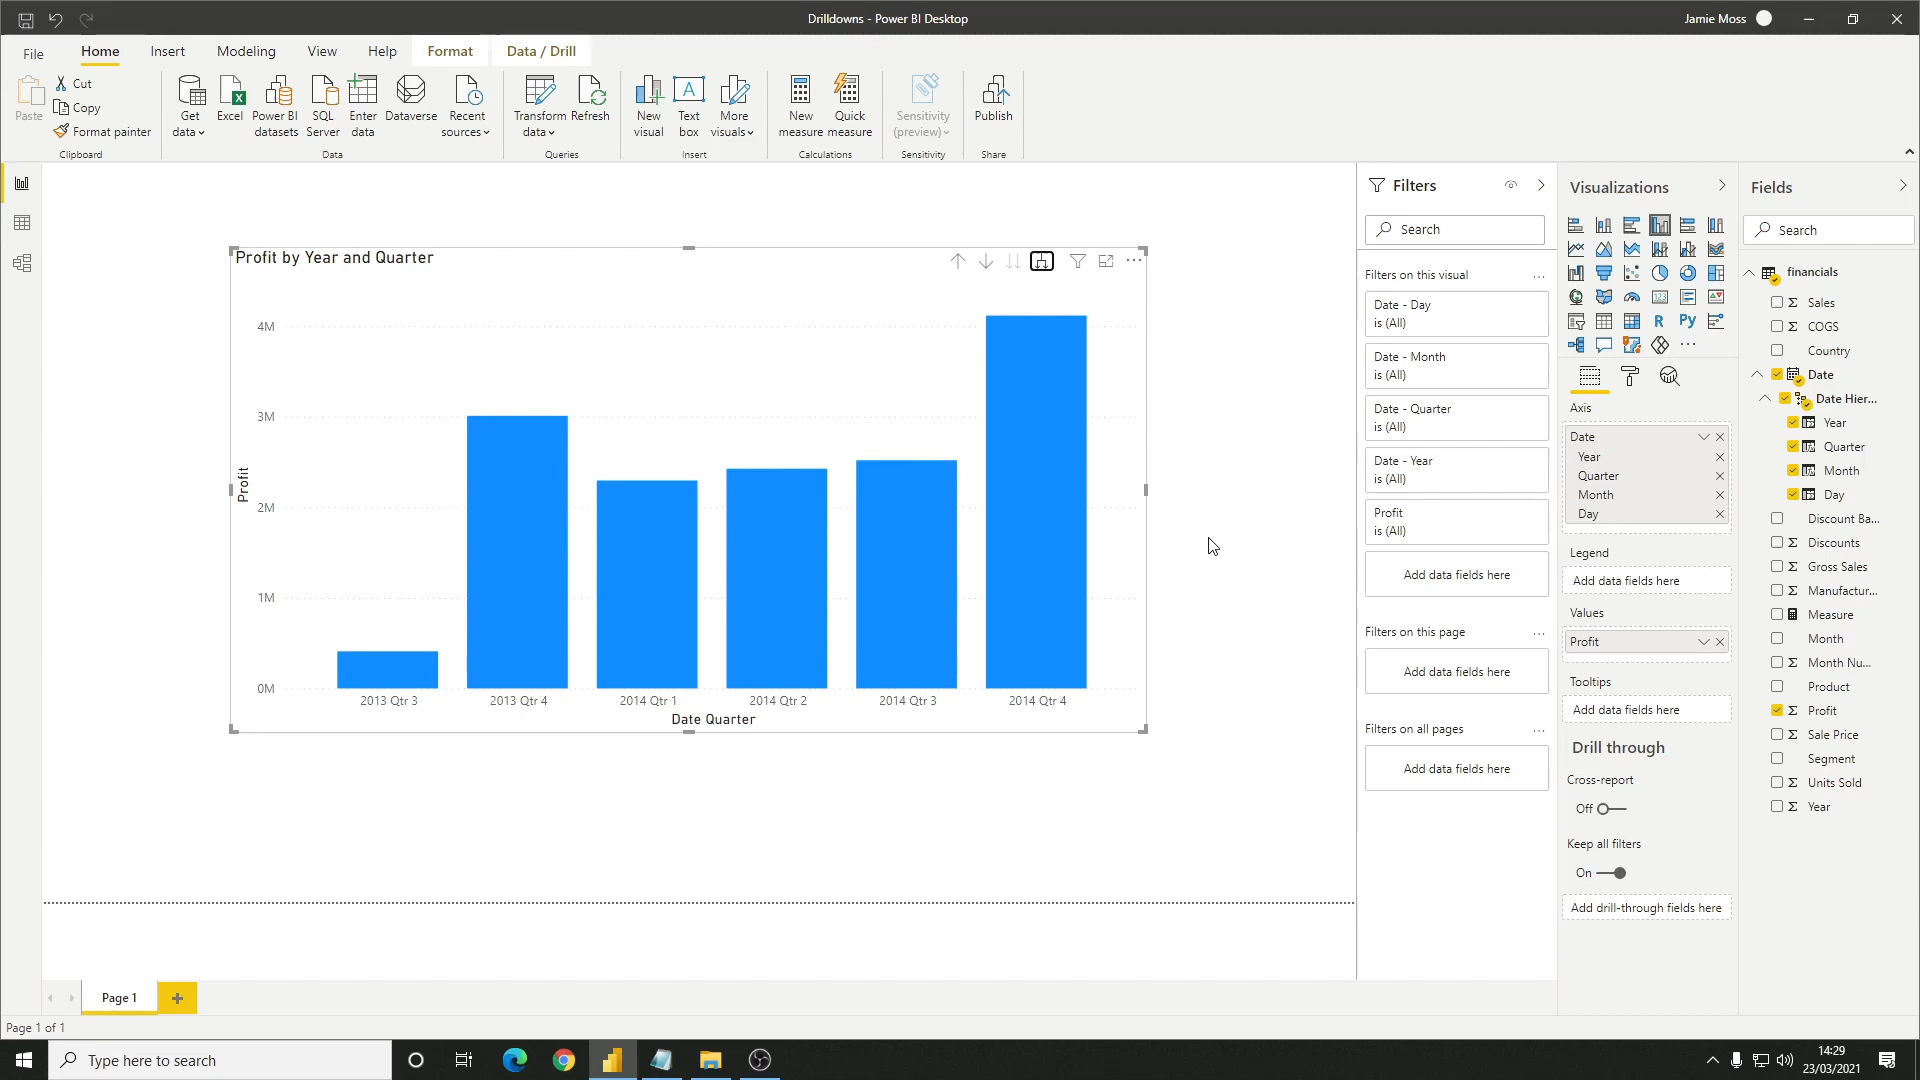 Drilldowns - Power BI Desktop
Jamie Moss
File
Home
Insert
Modeling
View
Help
Format
Data / Drill
Paste
Cut
Copy
Format painter
Clipboard
Get
data
Excel
Power BI
datasets
SQL
Server
Enter
data
Dataverse
Recent
sources
Data
Transform
data
Refresh
Queries
New
visual
A
Text
box
More
visuals
Insert
New
measure
Quick
measure
Calculations
Sensitivity
(preview)
Sensitivity
Publish
Share
Profit by Year and Quarter
4M
3M
2M
1M
0M
Profit
2013 Qtr 3
2013 Qtr 4
2014 Qtr 1
2014 Qtr 2
2014 Qtr 3
2014 Qtr 4
Date Quarter
Filters
Search
Filters on this visual
Date - Day
is (All)
Date - Month
is (All)
Date - Quarter
is (All)
Date - Year
is (All)
Profit
is (All)
Add data fields here
Filters on this page
Add data fields here
Filters on all pages
Add data fields here
Visualizations
123
R
Py
Axis
Date
Year
Quarter
Month
Day
Legend
Add data fields here
Values
Profit
Tooltips
Add data fields here
Drill through
Cross-report
Off
Keep all filters
On
Add drill-through fields here
Fields
Search
financials
Σ Sales
Σ COGS
Country
Date
Date Hier...
Year
Quarter
Month
Day
Discount Ba...
Σ Discounts
Σ Gross Sales
Σ Manufactur...
Measure
Month
Σ Month Nu...
Product
Σ Profit
Σ Sale Price
Segment
Σ Units Sold
Σ Year
Page 1
Page 1 of 1
Type here to search
14:29
23/03/2021